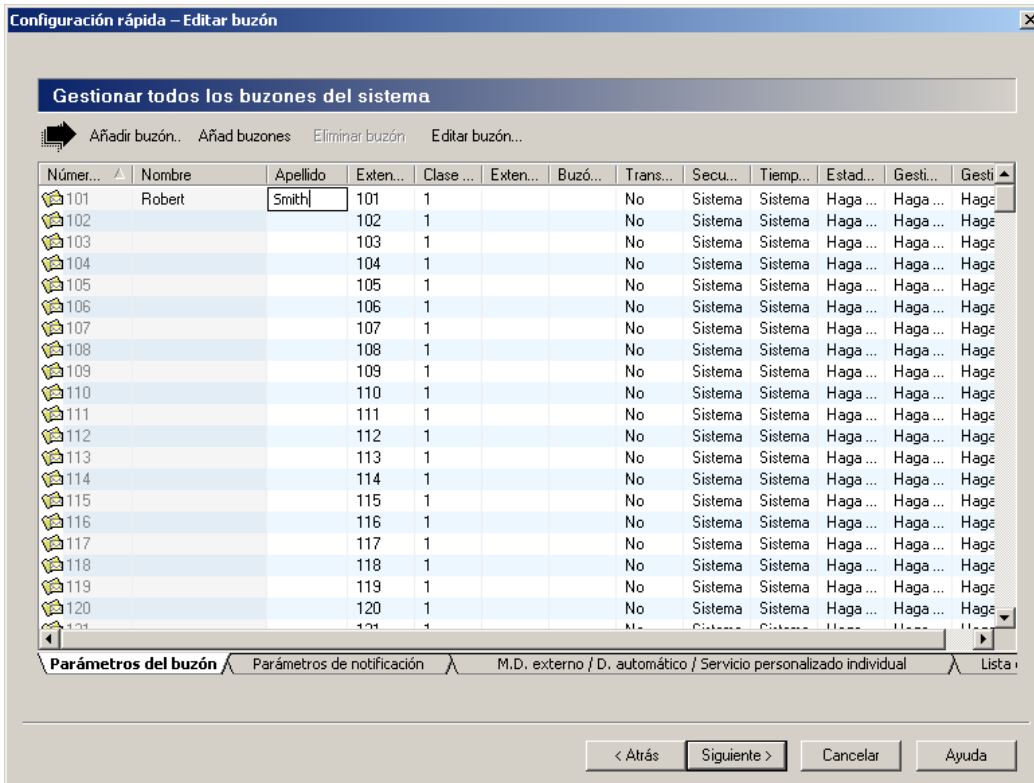 Configuración rápida – Editar buzón
Gestionar todos los buzones del sistema
Añadir buzón.. Añad buzones Eliminar buzón Editar buzón...
Númer... Nombre Apellido Exten... Clase ... Exten... Buzó... Trans... Secu... Tiemp... Estad... Gesti... Gesti
101 Robert Smith 101 1 No Sistema Sistema Haga ... Haga ... Haga
102 102 1 No Sistema Sistema Haga ... Haga ... Haga
103 103 1 No Sistema Sistema Haga ... Haga ... Haga
104 104 1 No Sistema Sistema Haga ... Haga ... Haga
105 105 1 No Sistema Sistema Haga ... Haga ... Haga
106 106 1 No Sistema Sistema Haga ... Haga ... Haga
107 107 1 No Sistema Sistema Haga ... Haga ... Haga
108 108 1 No Sistema Sistema Haga ... Haga ... Haga
109 109 1 No Sistema Sistema Haga ... Haga ... Haga
110 110 1 No Sistema Sistema Haga ... Haga ... Haga
111 111 1 No Sistema Sistema Haga ... Haga ... Haga
112 112 1 No Sistema Sistema Haga ... Haga ... Haga
113 113 1 No Sistema Sistema Haga ... Haga ... Haga
114 114 1 No Sistema Sistema Haga ... Haga ... Haga
115 115 1 No Sistema Sistema Haga ... Haga ... Haga
116 116 1 No Sistema Sistema Haga ... Haga ... Haga
117 117 1 No Sistema Sistema Haga ... Haga ... Haga
118 118 1 No Sistema Sistema Haga ... Haga ... Haga
119 119 1 No Sistema Sistema Haga ... Haga ... Haga
120 120 1 No Sistema Sistema Haga ... Haga ... Haga
Parámetros del buzón Parámetros de notificación M.D. externo / D. automático / Servicio personalizado individual Lista
< Atrás Siguiente > Cancelar Ayuda